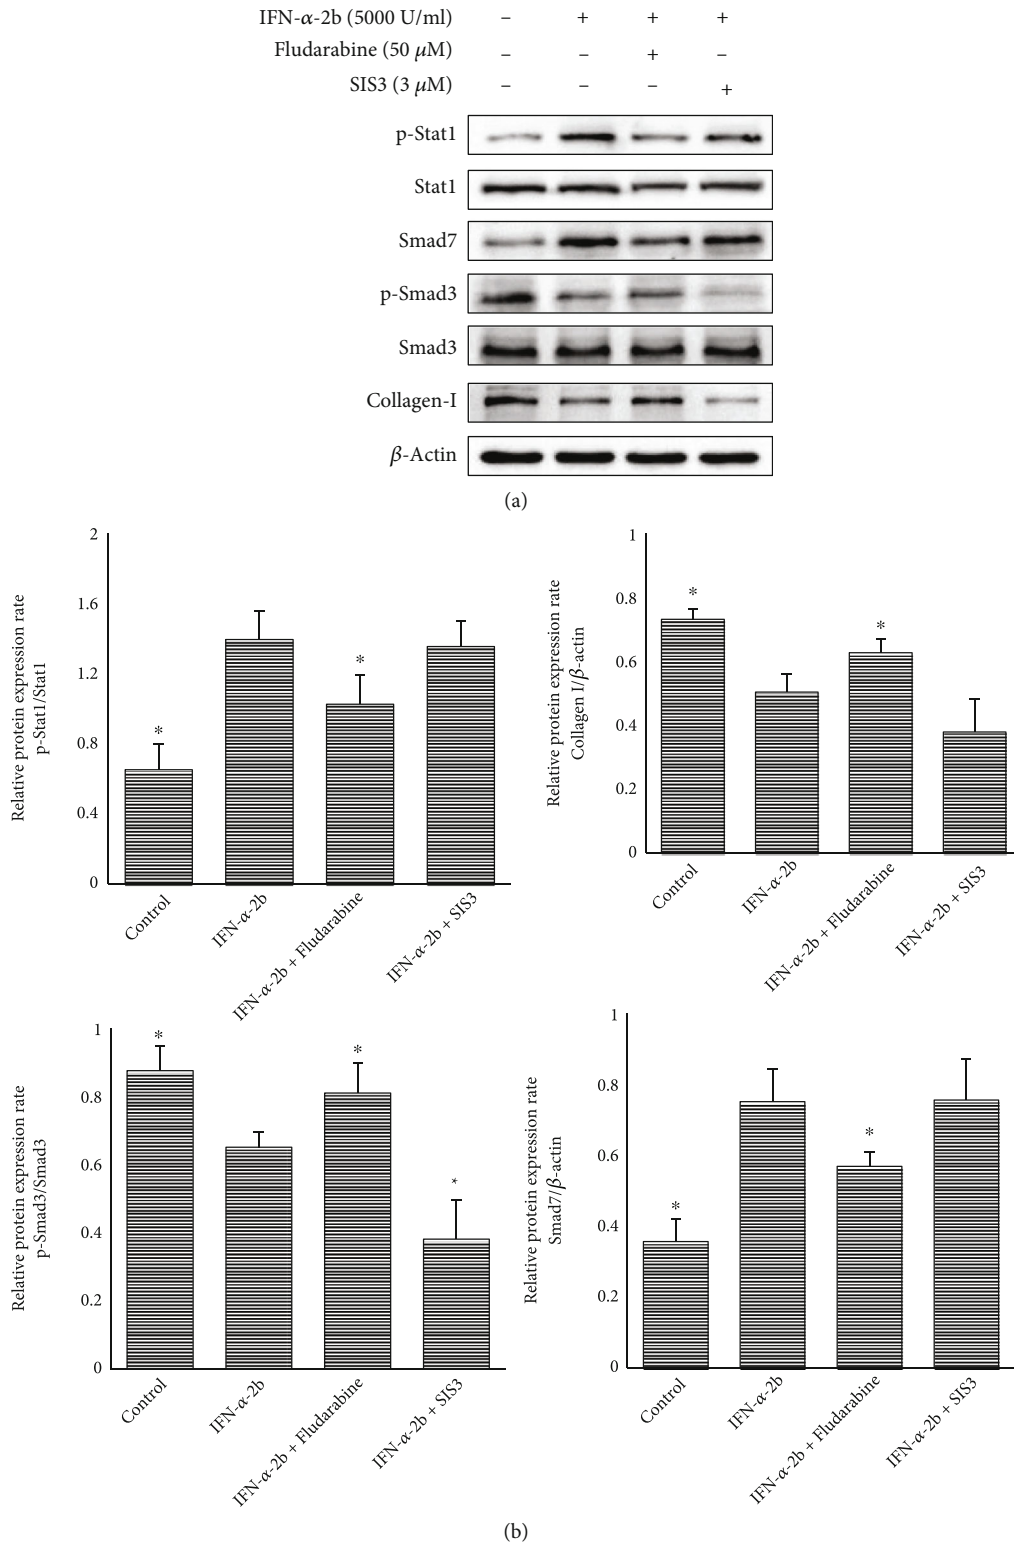 IFN-α-2b (5000 U/ml) – + + +
Fludarabine (50 μM) – – + –
SIS3 (3 μM) – – – +
p-Stat1
Stat1
Smad7
p-Smad3
Smad3
Collagen-I
β-Actin
(a)
Relative protein expression rate
p-Stat1/Stat1
2
1.6
1.2
0.8
0.4
0
*
*
Control
IFN-α-2b
IFN-α-2b + Fludarabine
IFN-α-2b + SIS3
Relative protein expression rate
Collagen I/β-actin
1
0.8
0.6
0.4
0.2
0
*
*
Control
IFN-α-2b
IFN-α-2b + Fludarabine
IFN-α-2b + SIS3
Relative protein expression rate
p-Smad3/Smad3
1
0.8
0.6
0.4
0.2
0
*
*
*
Control
IFN-α-2b
IFN-α-2b + Fludarabine
IFN-α-2b + SIS3
Relative protein expression rate
Smad7/β-actin
1
0.8
0.6
0.4
0.2
0
*
*
Control
IFN-α-2b
IFN-α-2b + Fludarabine
IFN-α-2b + SIS3
(b)